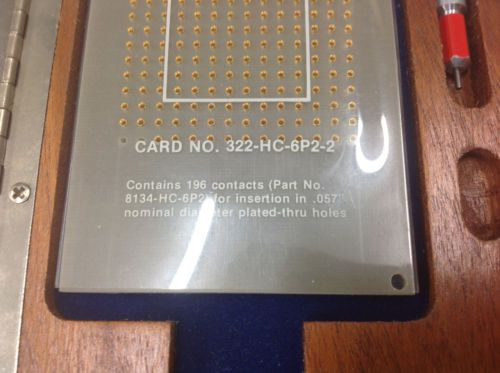 CARD NO. 322-HC-6P2-2
Contains 196 contacts (Part No.
8134-HC-6P2) for insertion in .057"
nominal diameter plated-thru holes